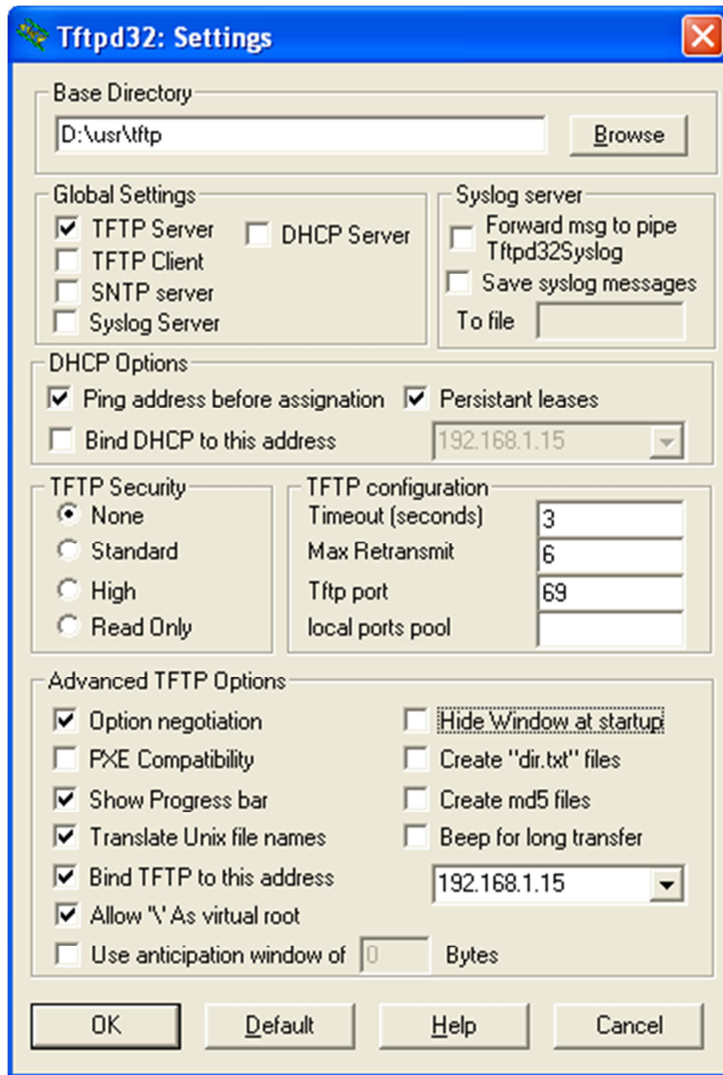 Tftpd32: Settings
Base Directory
D:\usr\tftp
Browse
Global Settings
TFTP Server
DHCP Server
TFTP Client
SNTP server
Syslog Server
Syslog server
Forward msg to pipe
Tftpd32Syslog
Save syslog messages
To file
DHCP Options
Ping address before assignation
Persistant leases
Bind DHCP to this address
192.168.1.15
TFTP Security
None
Standard
High
Read Only
TFTP configuration
Timeout (seconds)
3
Max Retransmit
6
Tftp port
69
local ports pool
Advanced TFTP Options
Option negotiation
Hide Window at startup
PXE Compatibility
Create "dir.txt" files
Show Progress bar
Create md5 files
Translate Unix file names
Beep for long transfer
Bind TFTP to this address
192.168.1.15
Allow '\' As virtual root
Use anticipation window of 0 Bytes
OK
Default
Help
Cancel